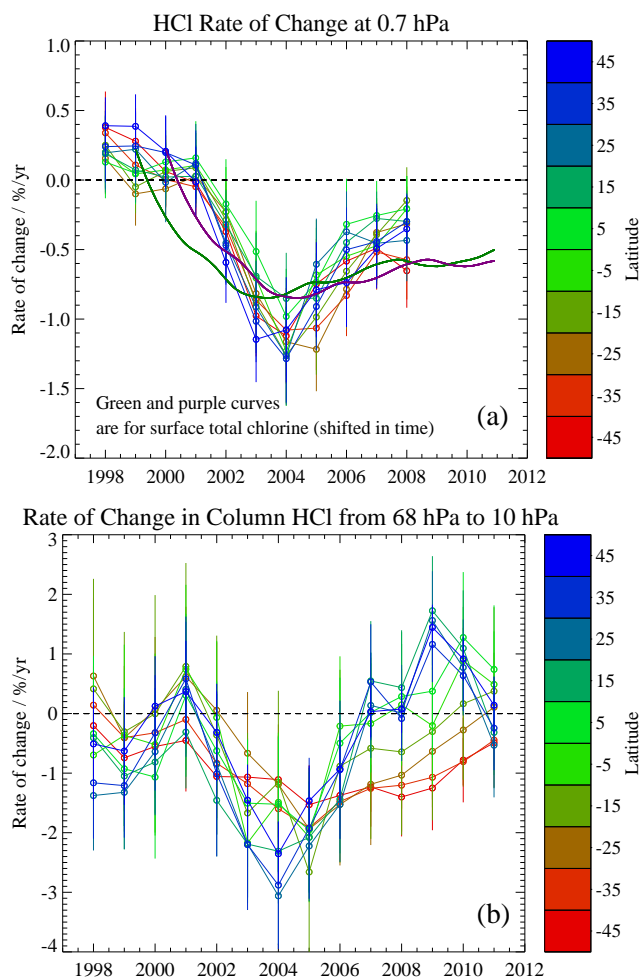 HCl Rate of Change at 0.7 hPa
1.0
0.5
0.0
-0.5
-1.0
-1.5
-2.0
Rate of change / %/yr
Green and purple curves
are for surface total chlorine (shifted in time)
(a)
1998 2000 2002 2004 2006 2008 2010 2012
45
35
25
15
5
-5
-15
-25
-35
-45
Latitude
Rate of Change in Column HCl from 68 hPa to 10 hPa
3
2
1
0
-1
-2
-3
-4
Rate of change / %/yr
(b)
1998 2000 2002 2004 2006 2008 2010 2012
45
35
25
15
5
-5
-15
-25
-35
-45
Latitude